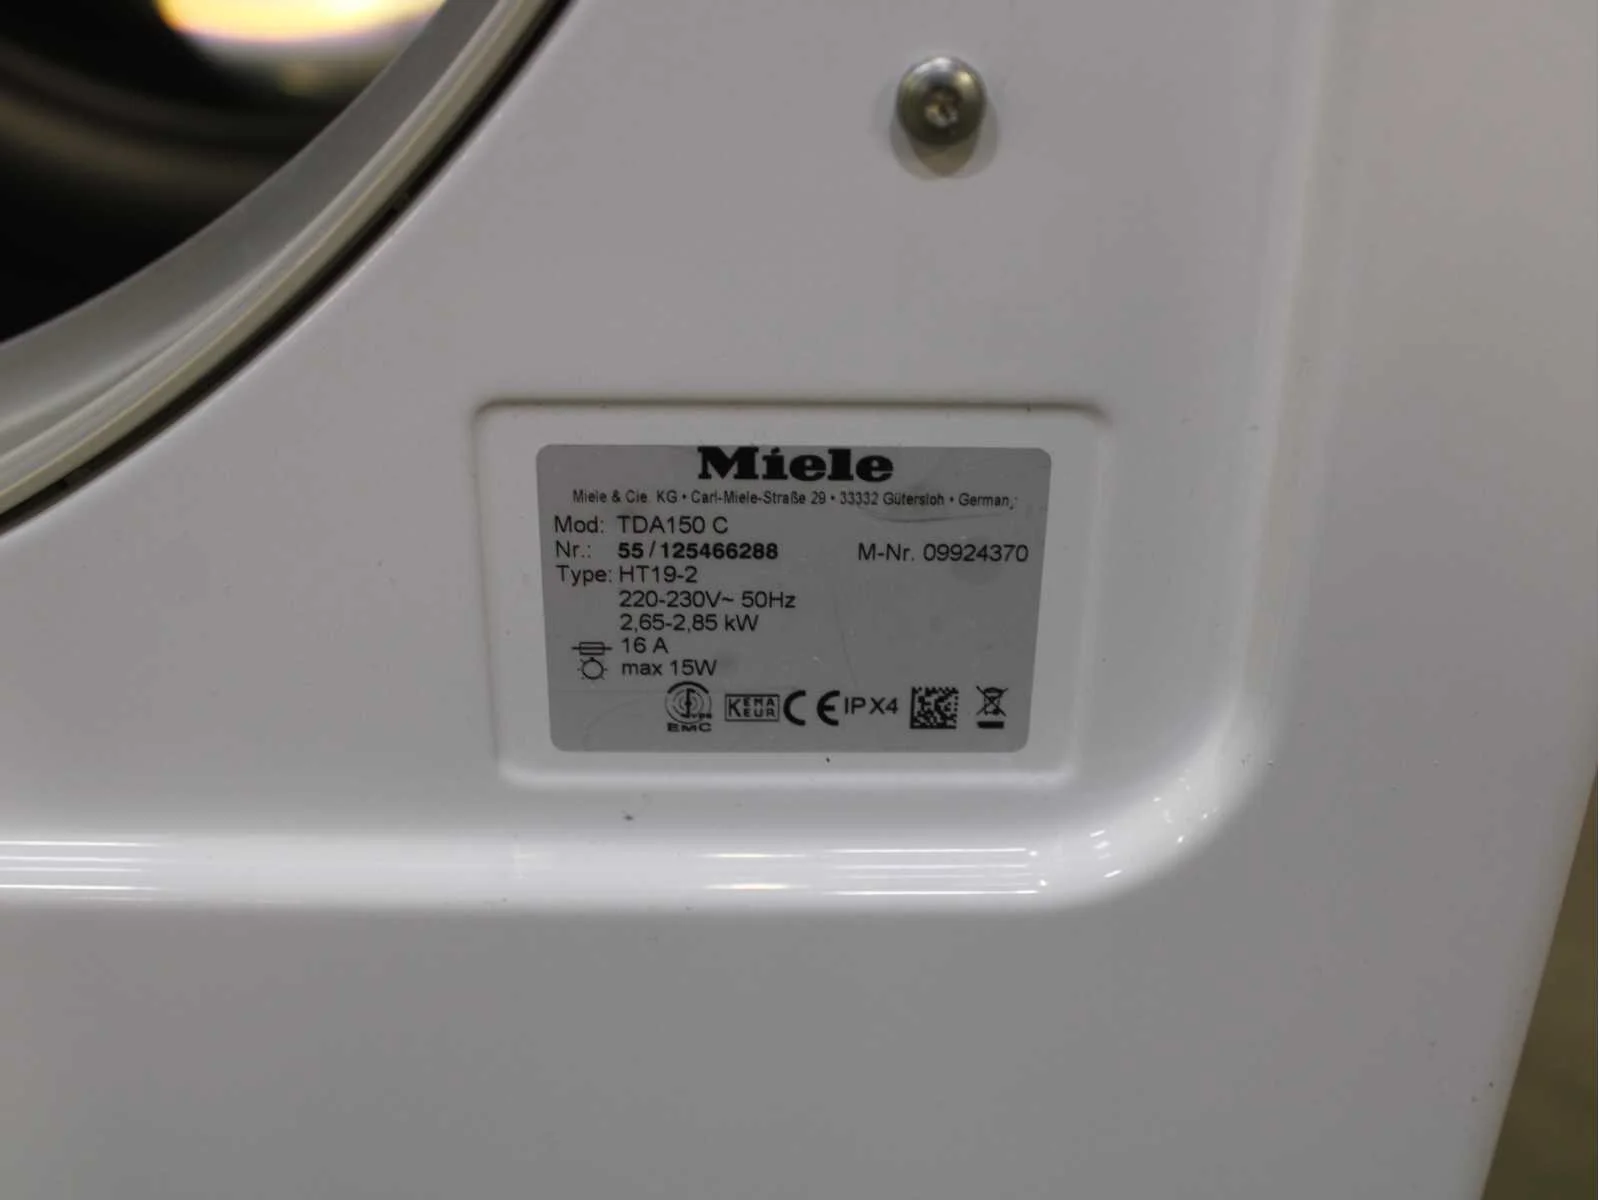 Miele
Miele & Cie. KG • Carl-Miele-Straße 29 • 33332 Gütersloh • Germany
Mod: TDA150 C
Nr.: 55/125466288 M-Nr. 09924370
Type: HT19-2
220-230V~ 50Hz
2,65-2,85 kW
16 A
max 15W
EMC KEMA KEUR CE IPX4